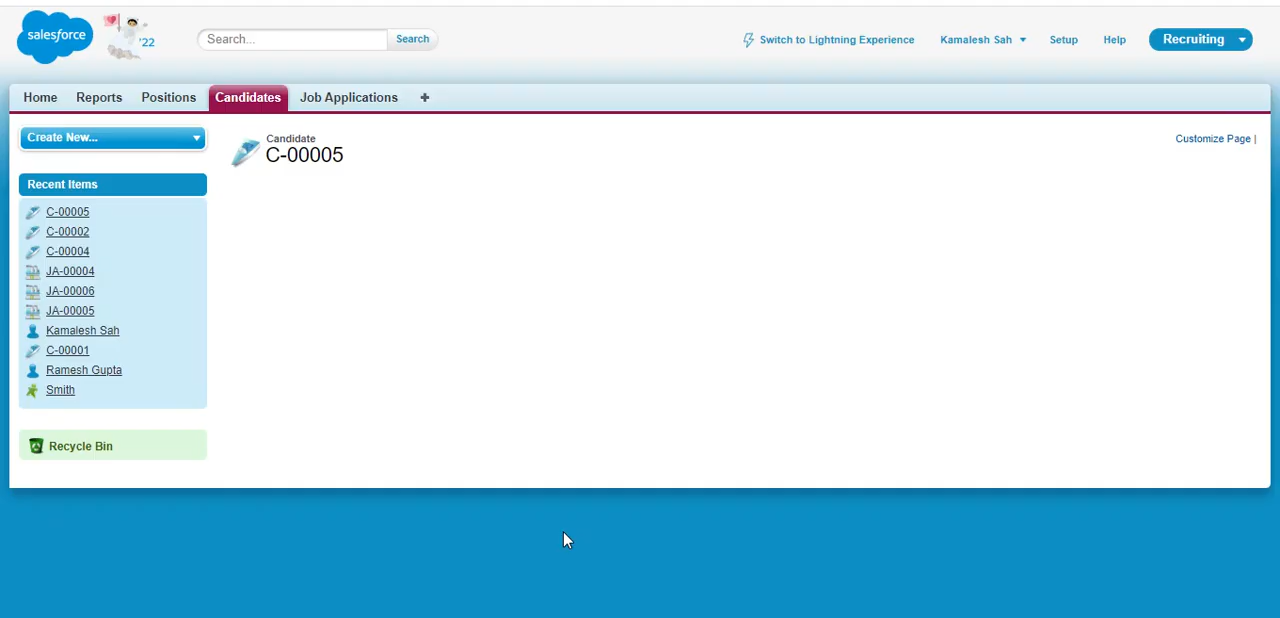 salesforce
'22
Search...
Search
Switch to Lightning Experience
Kamalesh Sah
Setup
Help
Recruiting
Home
Reports
Positions
Candidates
Job Applications
+
Create New...
Candidate
C-00005
Customize Page |
Recent Items
C-00005
C-00002
C-00004
JA-00004
JA-00006
JA-00005
Kamalesh Sah
C-00001
Ramesh Gupta
Smith
Recycle Bin